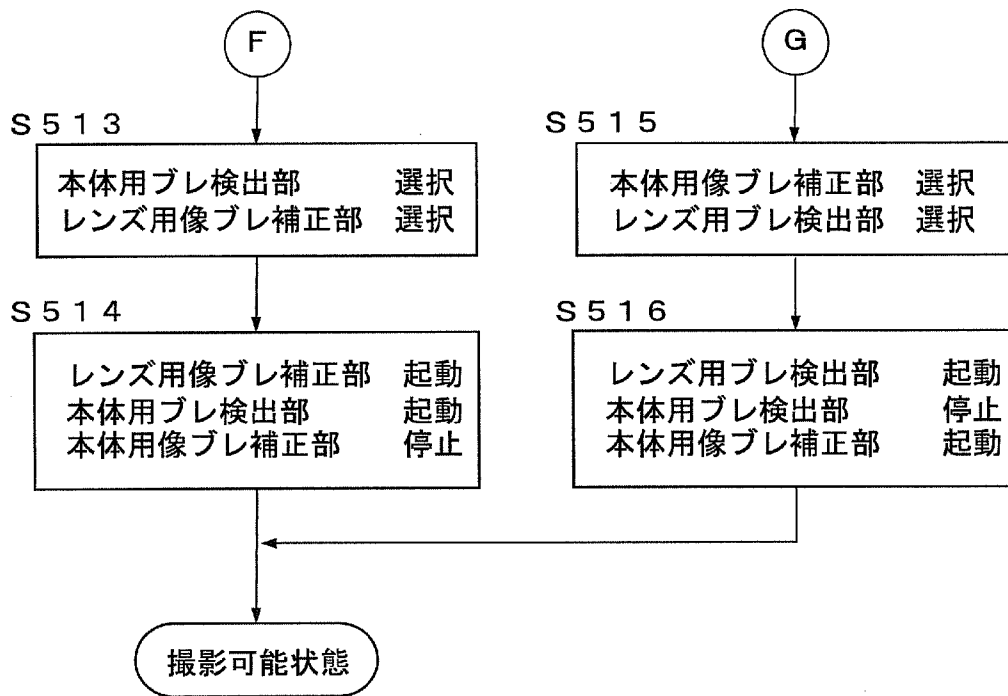 F
S513
本体用ブレ検出部 選択
レンズ用像ブレ補正部 選択
S514
レンズ用像ブレ補正部 起動
本体用ブレ検出部 起動
本体用像ブレ補正部 停止
G
S515
本体用像ブレ補正部 選択
レンズ用ブレ検出部 選択
S516
レンズ用ブレ検出部 起動
本体用ブレ検出部 停止
本体用像ブレ補正部 起動
撮影可能状態